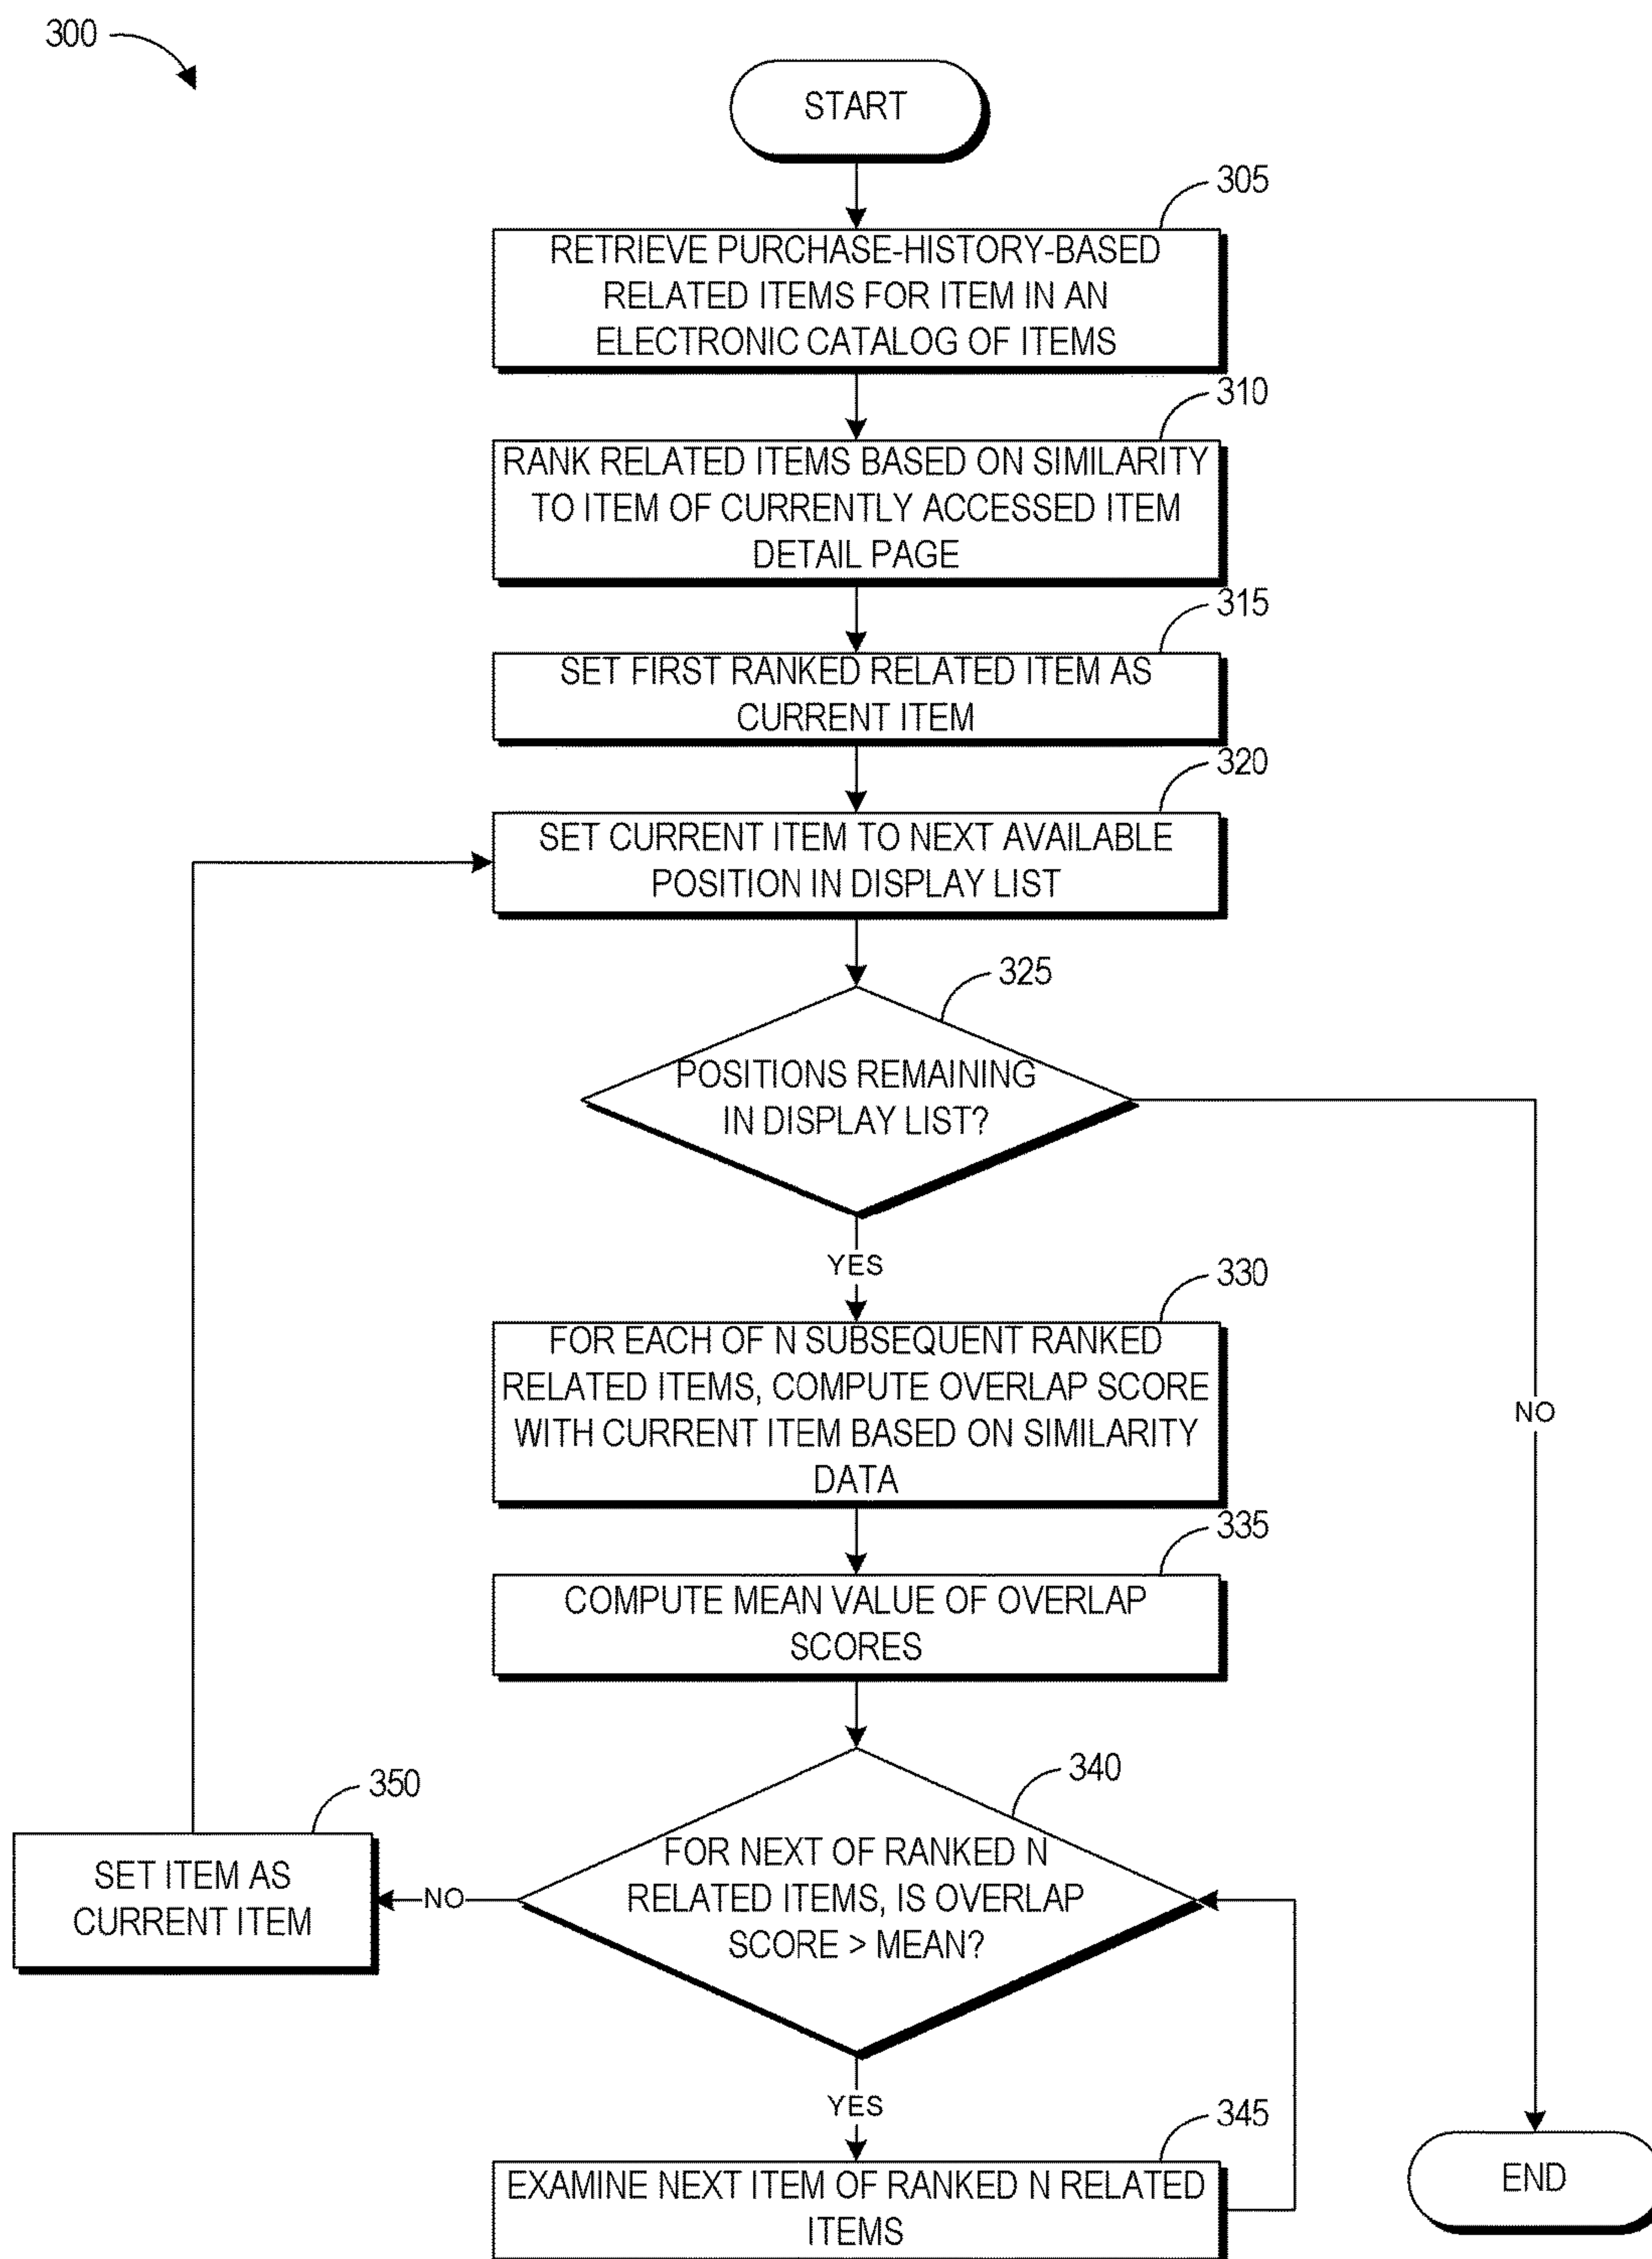 300
START
305
RETRIEVE PURCHASE-HISTORY-BASED
RELATED ITEMS FOR ITEM IN AN
ELECTRONIC CATALOG OF ITEMS
310
RANK RELATED ITEMS BASED ON SIMILARITY
TO ITEM OF CURRENTLY ACCESSED ITEM
DETAIL PAGE
315
SET FIRST RANKED RELATED ITEM AS
CURRENT ITEM
320
SET CURRENT ITEM TO NEXT AVAILABLE
POSITION IN DISPLAY LIST
325
POSITIONS REMAINING
IN DISPLAY LIST?
YES
NO
330
FOR EACH OF N SUBSEQUENT RANKED
RELATED ITEMS, COMPUTE OVERLAP SCORE
WITH CURRENT ITEM BASED ON SIMILARITY
DATA
335
COMPUTE MEAN VALUE OF OVERLAP
SCORES
340
FOR NEXT OF RANKED N
RELATED ITEMS, IS OVERLAP
SCORE > MEAN?
NO
350
SET ITEM AS
CURRENT ITEM
YES
345
EXAMINE NEXT ITEM OF RANKED N RELATED
ITEMS
END